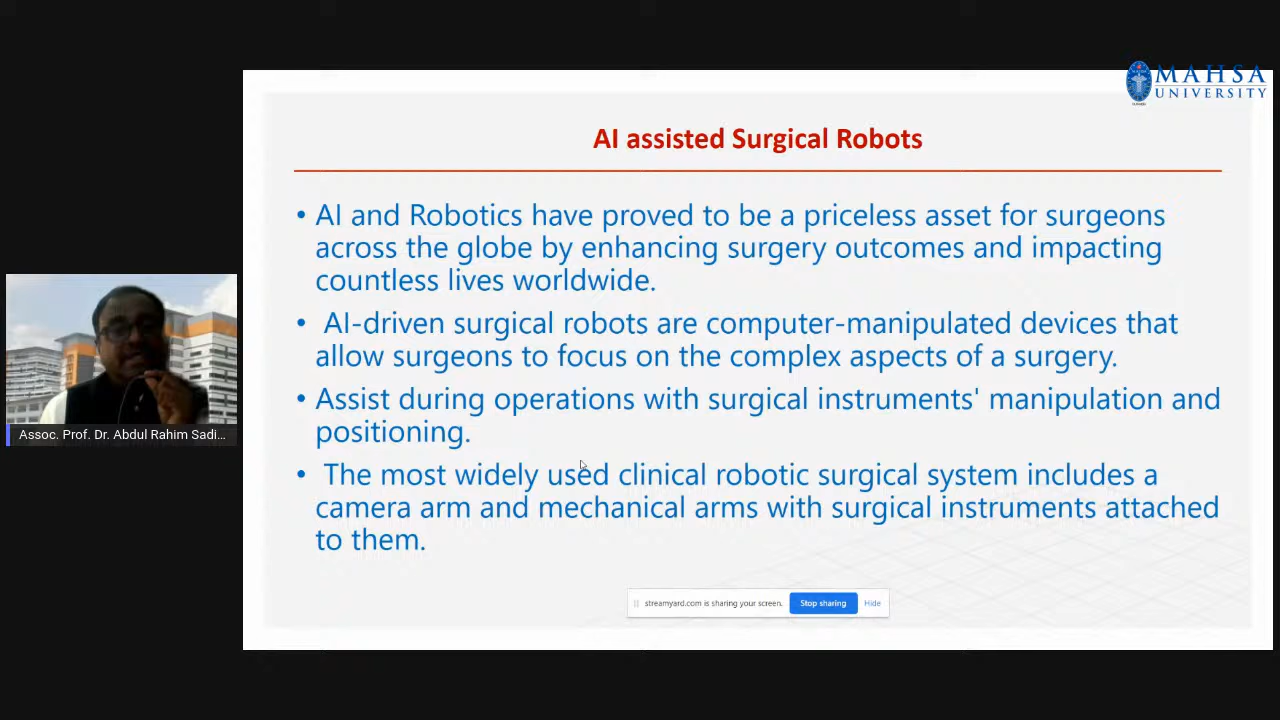 MAHSA
UNIVERSITY
AI assisted Surgical Robots
• AI and Robotics have proved to be a priceless asset for surgeons
across the globe by enhancing surgery outcomes and impacting
countless lives worldwide.
• AI-driven surgical robots are computer-manipulated devices that
allow surgeons to focus on the complex aspects of a surgery.
• Assist during operations with surgical instruments' manipulation and
positioning.
• The most widely used clinical robotic surgical system includes a
camera arm and mechanical arms with surgical instruments attached
to them.
Assoc. Prof. Dr. Abdul Rahim Sadi...
streamyard.com is sharing your screen.
Stop sharing
Hide